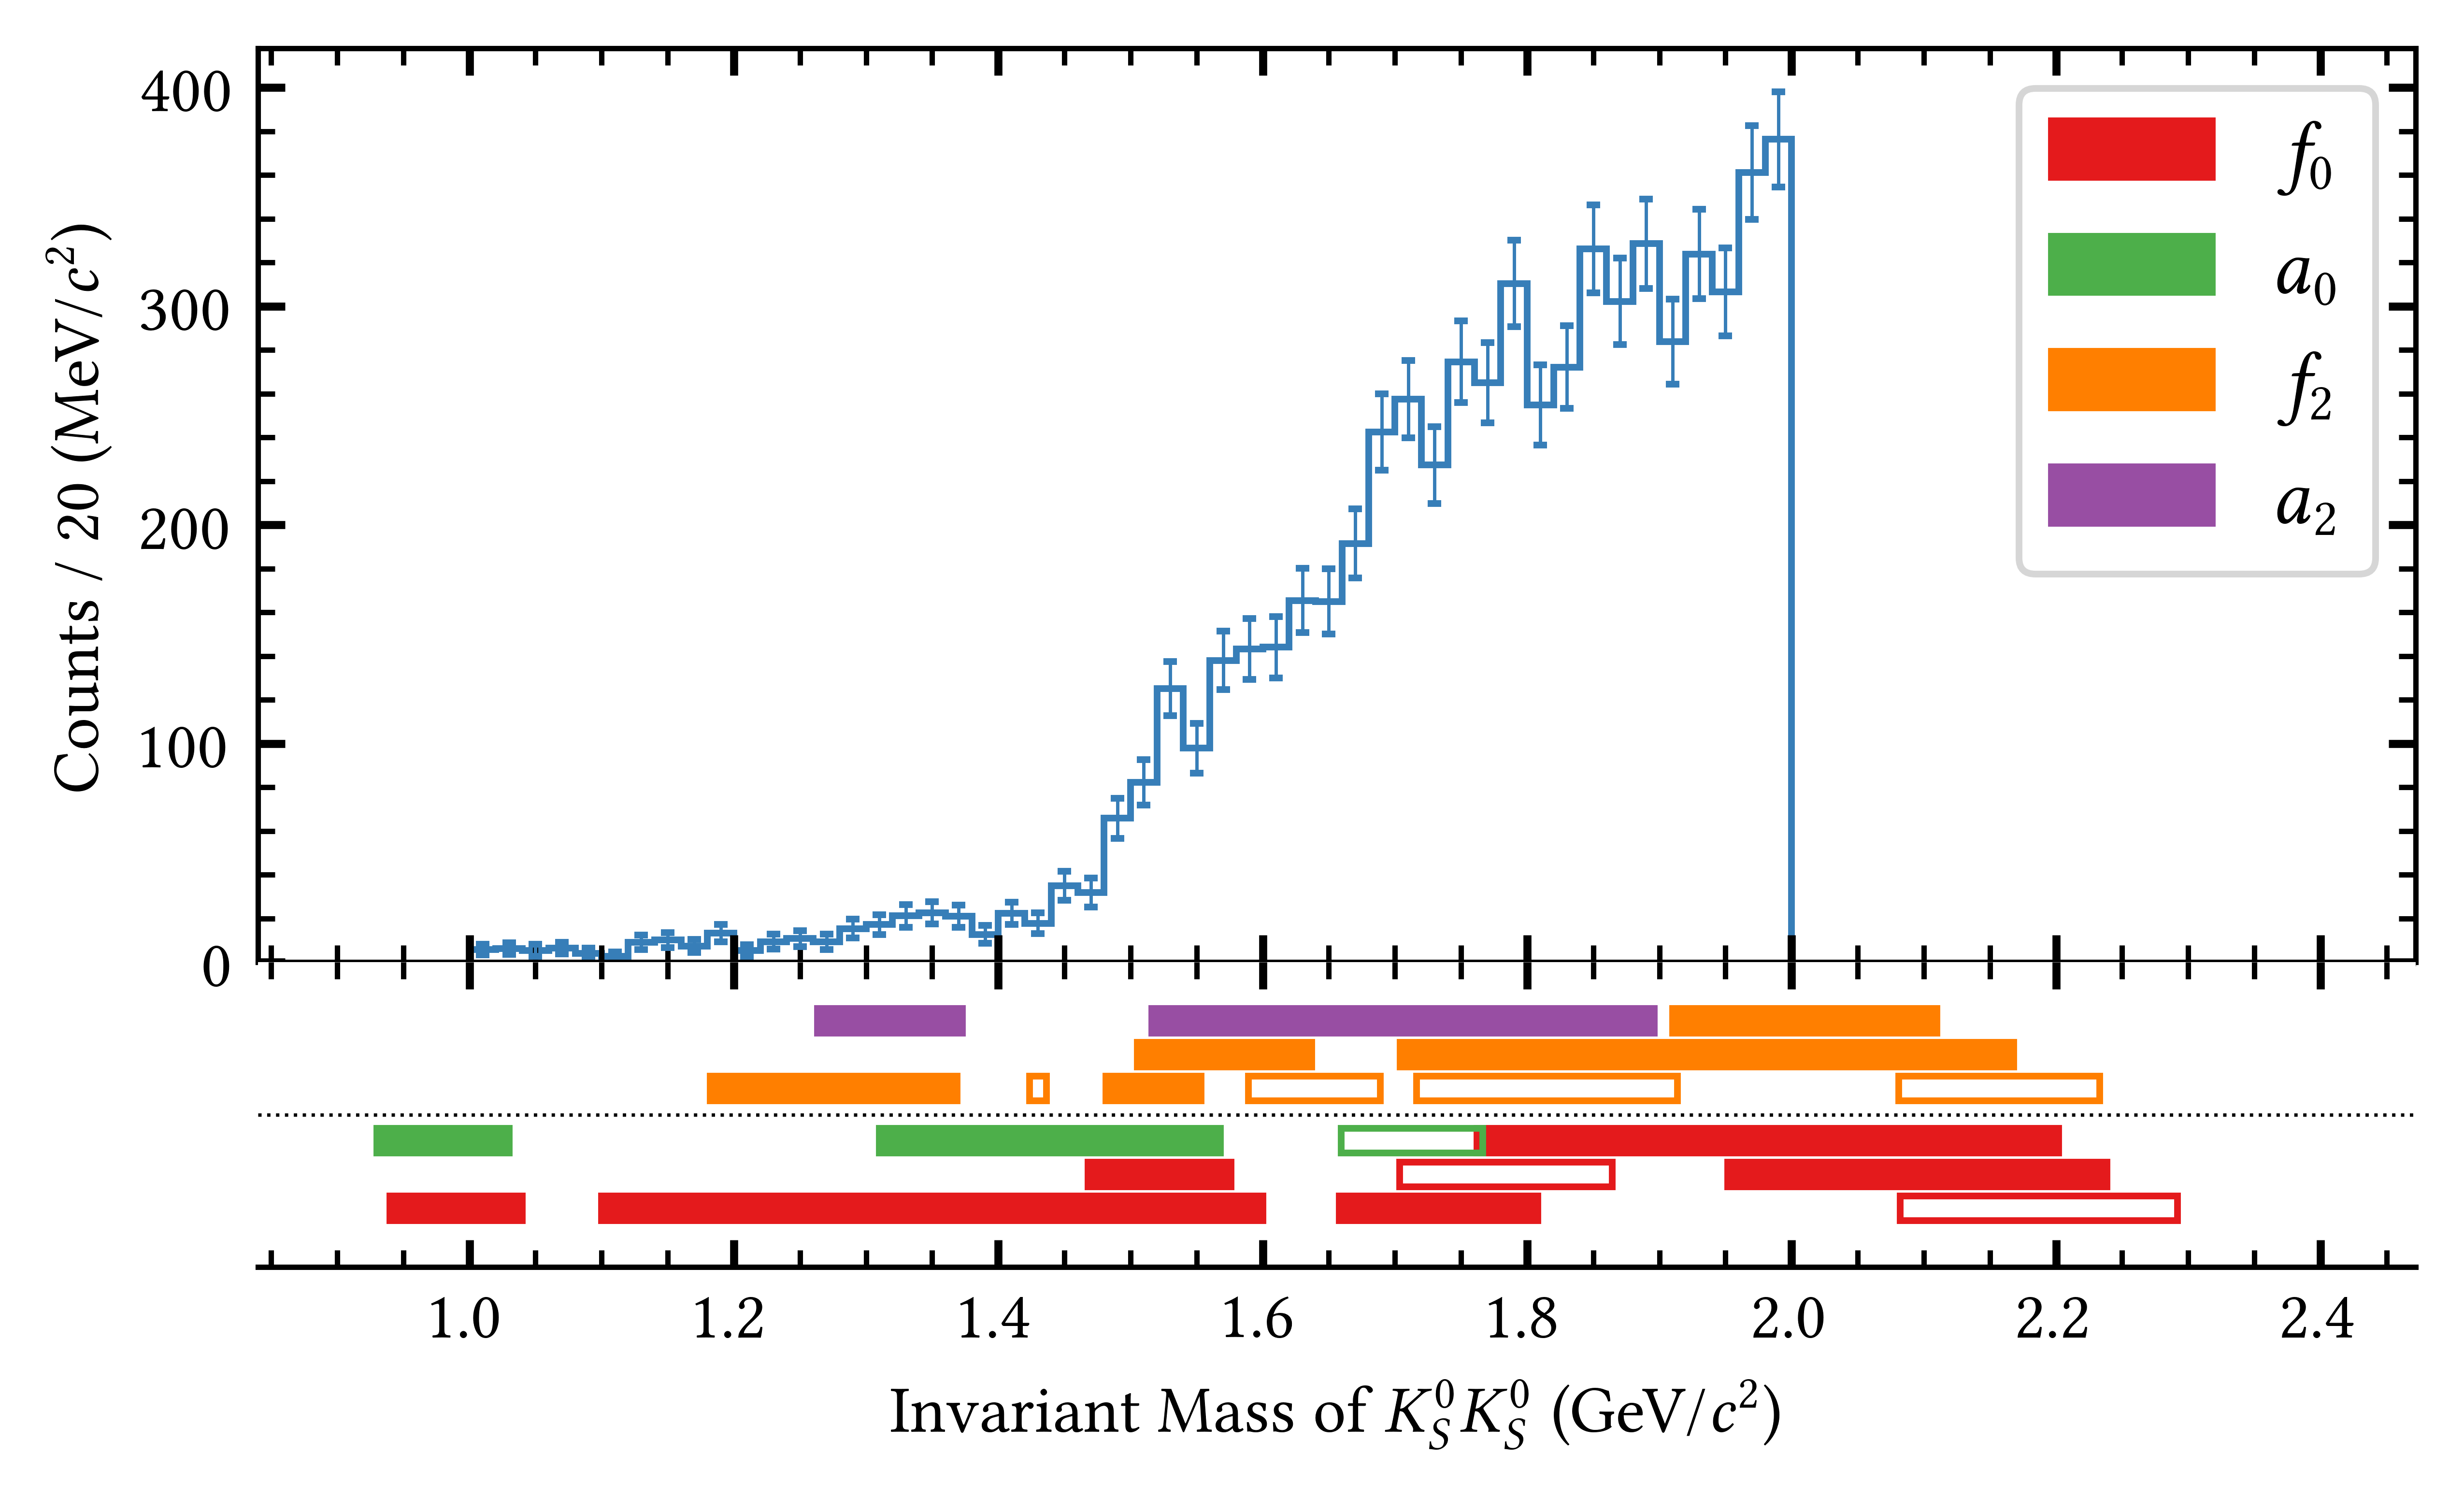 Counts / 20 (MeV/c²)
400
300
200
100
0
f₀
a₀
f₂
a₂
1.0 1.2 1.4 1.6 1.8 2.0 2.2 2.4
Invariant Mass of K⁰_S K⁰_S (GeV/c²)